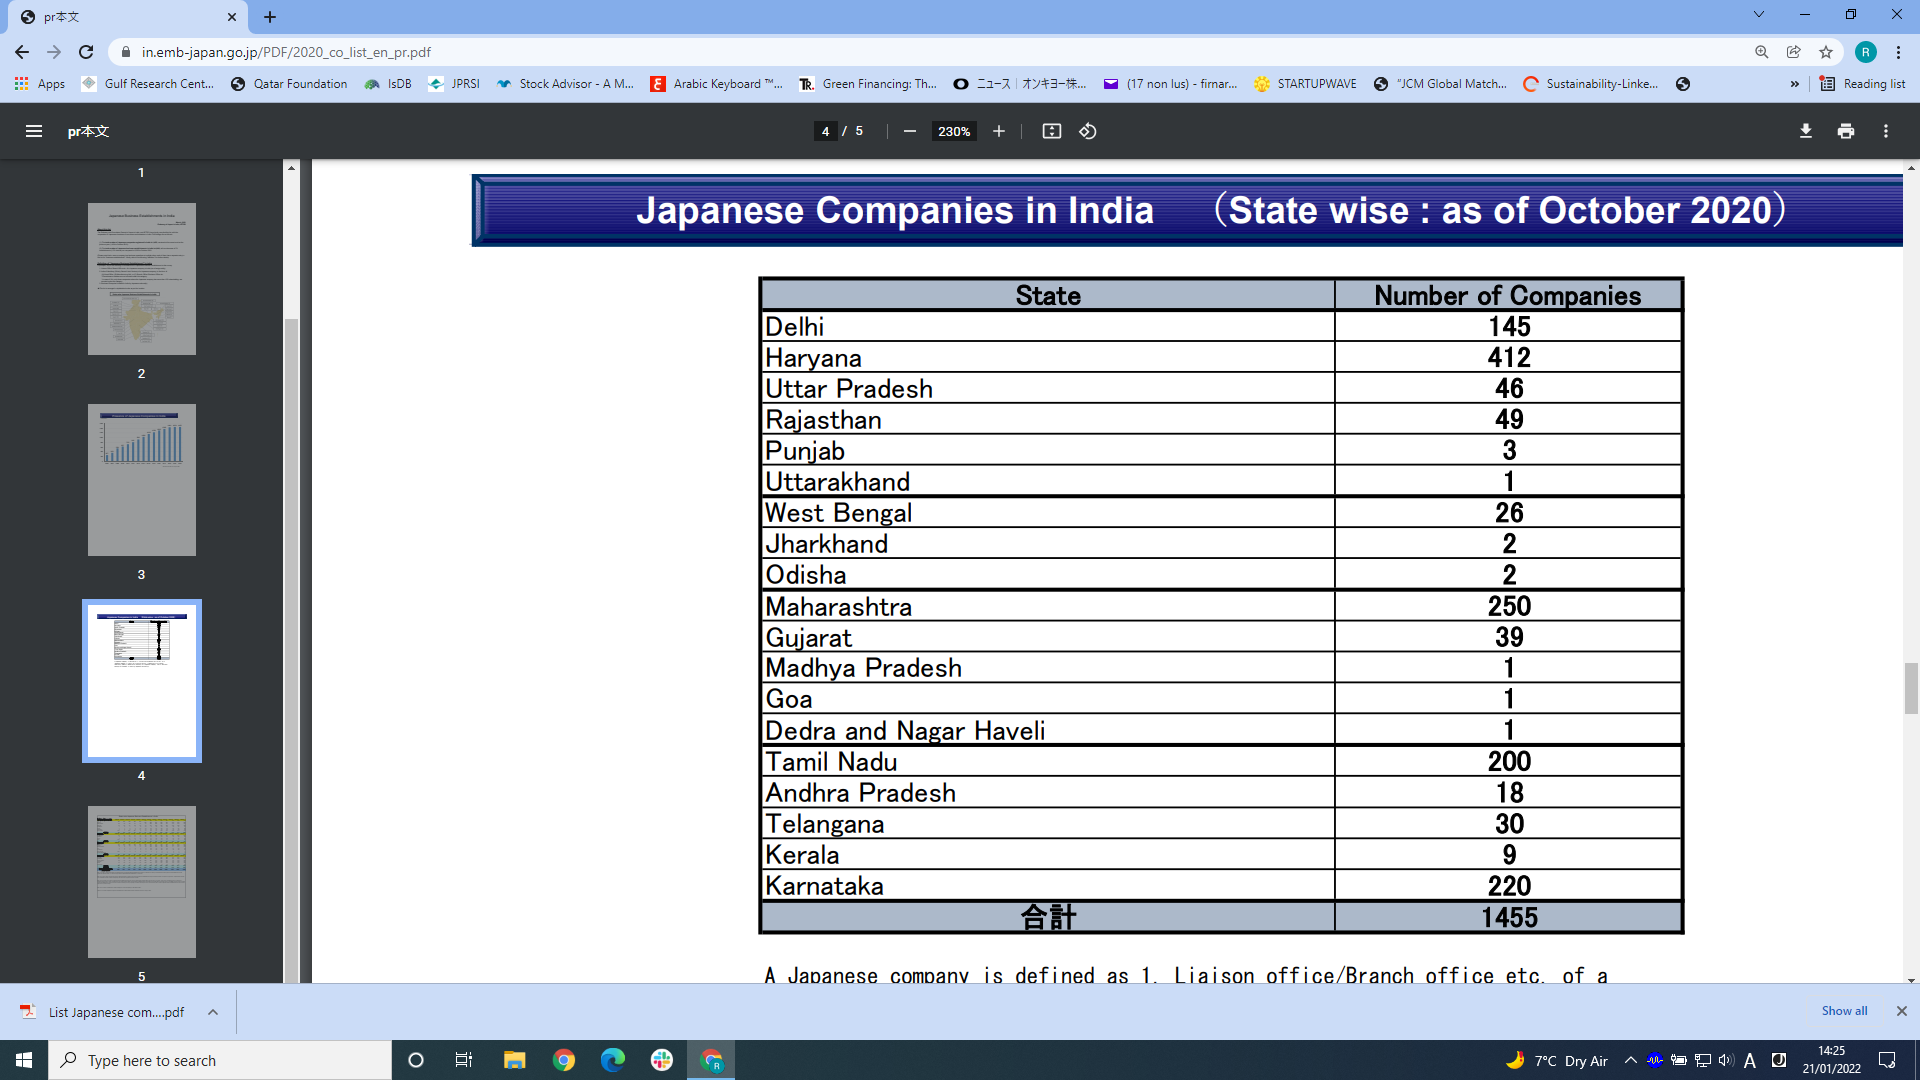 pr本文
in.emb-japan.go.jp/PDF/2020_co_list_en_pr.pdf
R
Apps Gulf Research Cent... Qatar Foundation IsDB JPRSI Stock Advisor - A M... Arabic Keyboard ™... Green Financing: Th... ニュース | オンキヨー株... (17 non lus) - firnar... STARTUPWAVE "JCM Global Match... Sustainability-Linke... » Reading list
pr本文 4 / 5 230%
1
2
3
4
5
Japanese Companies in India （State wise : as of October 2020）
State Number of Companies
Delhi 145
Haryana 412
Uttar Pradesh 46
Rajasthan 49
Punjab 3
Uttarakhand 1
West Bengal 26
Jharkhand 2
Odisha 2
Maharashtra 250
Gujarat 39
Madhya Pradesh 1
Goa 1
Dedra and Nagar Haveli 1
Tamil Nadu 200
Andhra Pradesh 18
Telangana 30
Kerala 9
Karnataka 220
合計 1455
A Japanese company is defined as 1. Liaison office/Branch office etc. of a
List Japanese com....pdf Show all
Type here to search
7°C Dry Air A 14:25
21/01/2022